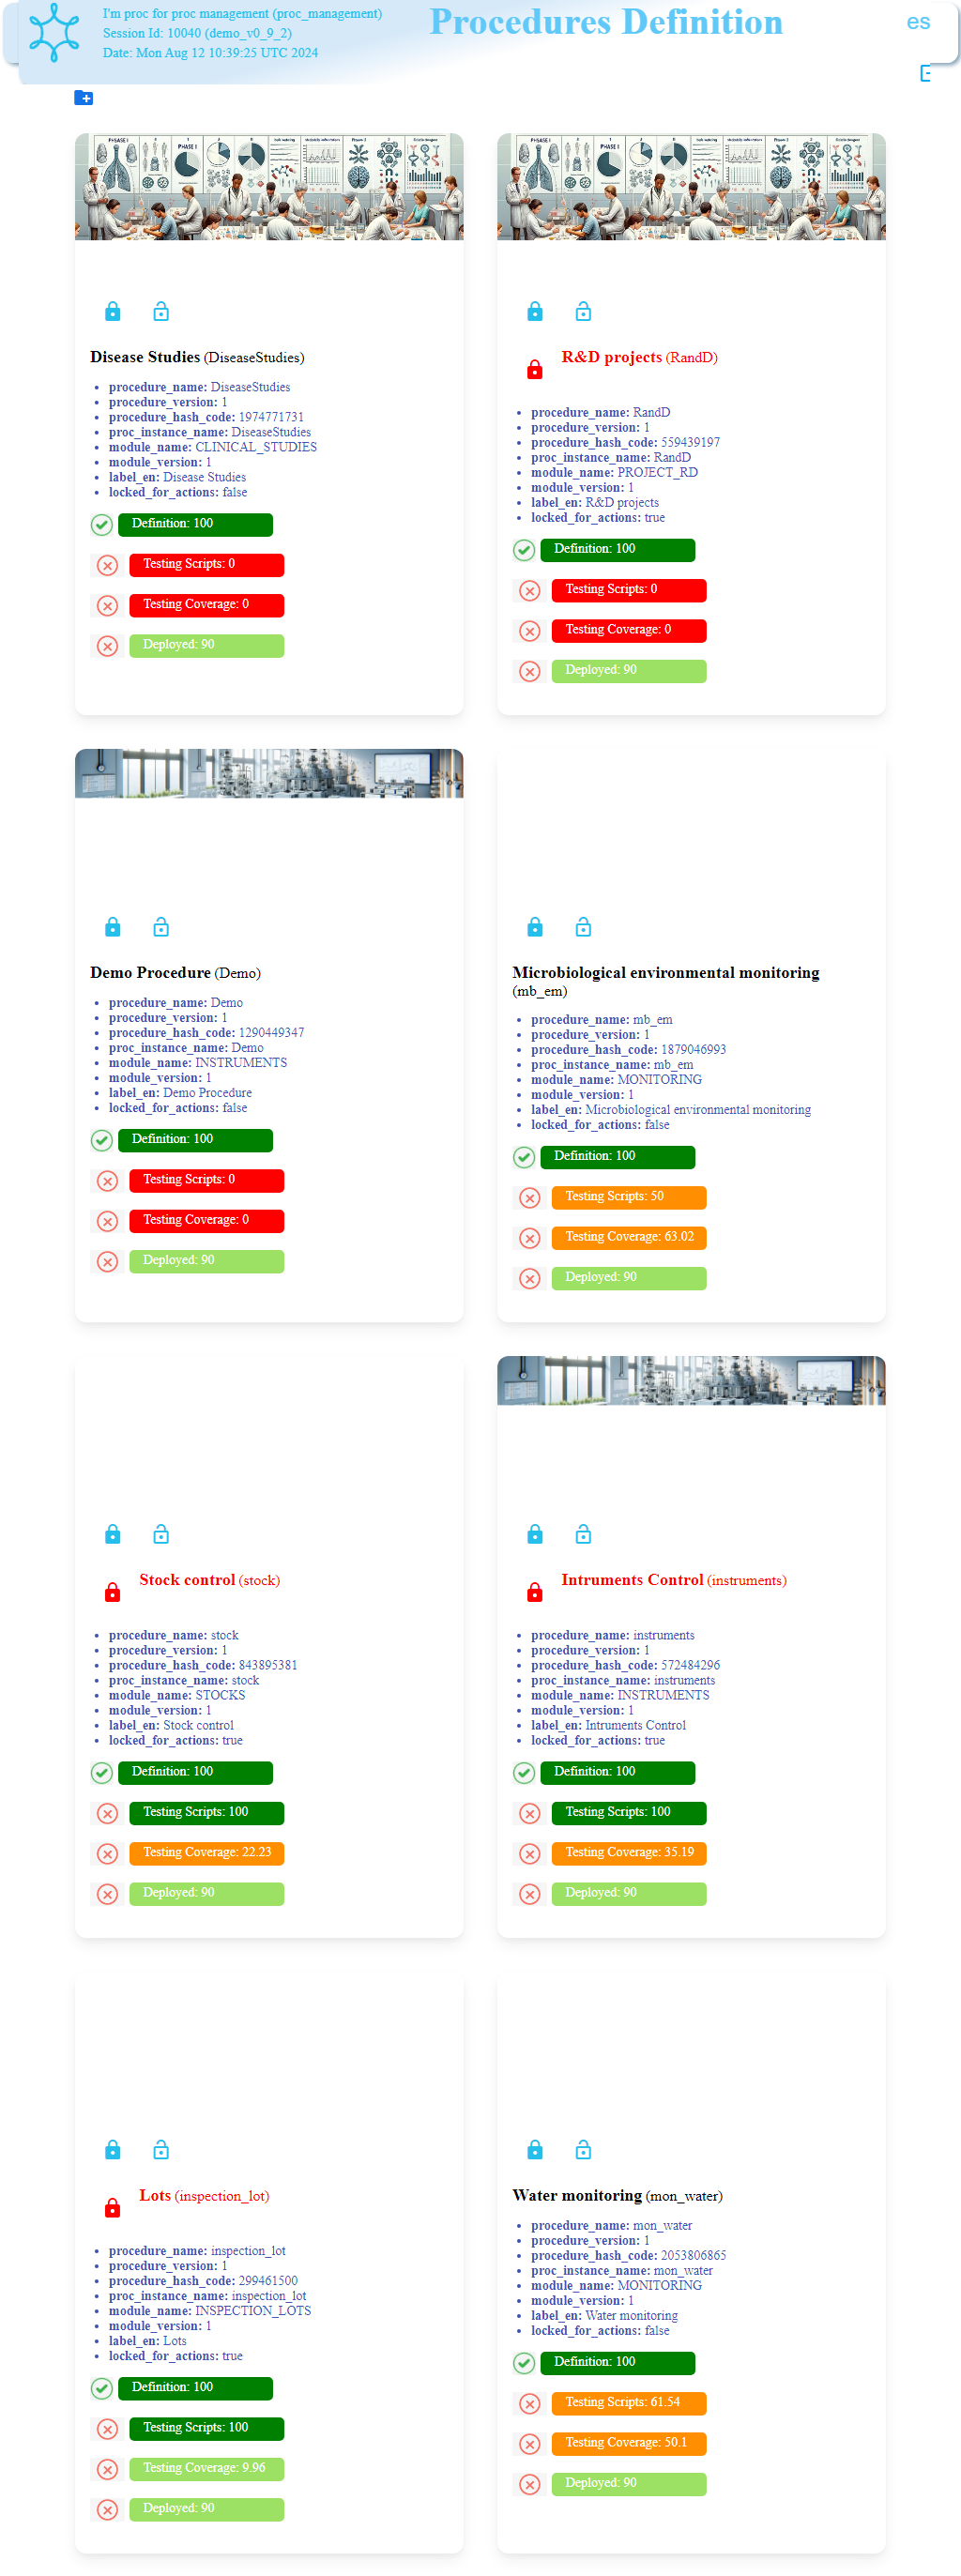 I'm proc for proc management (proc_management)
Session Id: 10040 (demo_v0_9_2)
Date: Mon Aug 12 10:39:25 UTC 2024
Procedures Definition
es
PHASE I
PHASE I
PHASE I
PHASE I
Disease Studies (DiseaseStudies)
procedure_name: DiseaseStudies
procedure_version: 1
procedure_hash_code: 1974771731
proc_instance_name: DiseaseStudies
module_name: CLINICAL_STUDIES
module_version: 1
label_en: Disease Studies
locked_for_actions: false
Definition: 100
Testing Scripts: 0
Testing Coverage: 0
Deployed: 90
R&D projects (RandD)
procedure_name: RandD
procedure_version: 1
procedure_hash_code: 559439197
proc_instance_name: RandD
module_name: PROJECT_RD
module_version: 1
label_en: R&D projects
locked_for_actions: true
Definition: 100
Testing Scripts: 0
Testing Coverage: 0
Deployed: 90
Demo Procedure (Demo)
procedure_name: Demo
procedure_version: 1
procedure_hash_code: 1290449347
proc_instance_name: Demo
module_name: INSTRUMENTS
module_version: 1
label_en: Demo Procedure
locked_for_actions: false
Definition: 100
Testing Scripts: 0
Testing Coverage: 0
Deployed: 90
Microbiological environmental monitoring
(mb_em)
procedure_name: mb_em
procedure_version: 1
procedure_hash_code: 1879046993
proc_instance_name: mb_em
module_name: MONITORING
module_version: 1
label_en: Microbiological environmental monitoring
locked_for_actions: false
Definition: 100
Testing Scripts: 50
Testing Coverage: 63.02
Deployed: 90
Stock control (stock)
procedure_name: stock
procedure_version: 1
procedure_hash_code: 843895381
proc_instance_name: stock
module_name: STOCKS
module_version: 1
label_en: Stock control
locked_for_actions: true
Definition: 100
Testing Scripts: 100
Testing Coverage: 22.23
Deployed: 90
Intruments Control (instruments)
procedure_name: instruments
procedure_version: 1
procedure_hash_code: 572484296
proc_instance_name: instruments
module_name: INSTRUMENTS
module_version: 1
label_en: Intruments Control
locked_for_actions: true
Definition: 100
Testing Scripts: 100
Testing Coverage: 35.19
Deployed: 90
Lots (inspection_lot)
procedure_name: inspection_lot
procedure_version: 1
procedure_hash_code: 299461500
proc_instance_name: inspection_lot
module_name: INSPECTION_LOTS
module_version: 1
label_en: Lots
locked_for_actions: true
Definition: 100
Testing Scripts: 100
Testing Coverage: 9.96
Deployed: 90
Water monitoring (mon_water)
procedure_name: mon_water
procedure_version: 1
procedure_hash_code: 2053806865
proc_instance_name: mon_water
module_name: MONITORING
module_version: 1
label_en: Water monitoring
locked_for_actions: false
Definition: 100
Testing Scripts: 61.54
Testing Coverage: 50.1
Deployed: 90